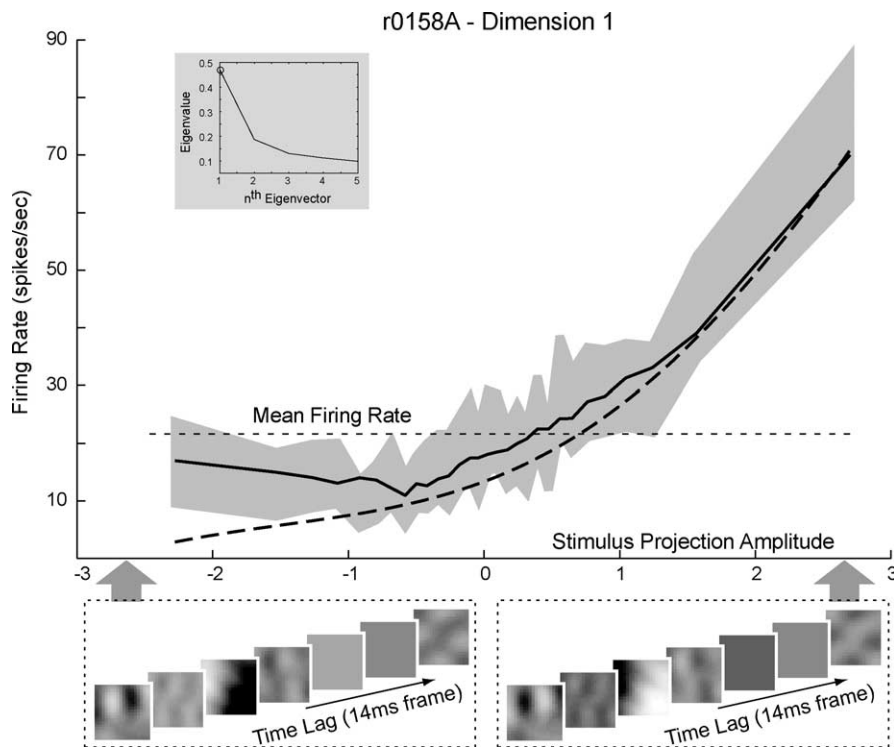 r0158A - Dimension 1
90
70
50
30
10
Firing Rate (spikes/sec)
0.5
0.4
0.3
0.2
0.1
Eigenvalue
1 2 3 4 5
nth Eigenvector
Mean Firing Rate
Stimulus Projection Amplitude
-3 -2 -1 0 1 2 3
Time Lag (14ms frame)
Time Lag (14ms frame)